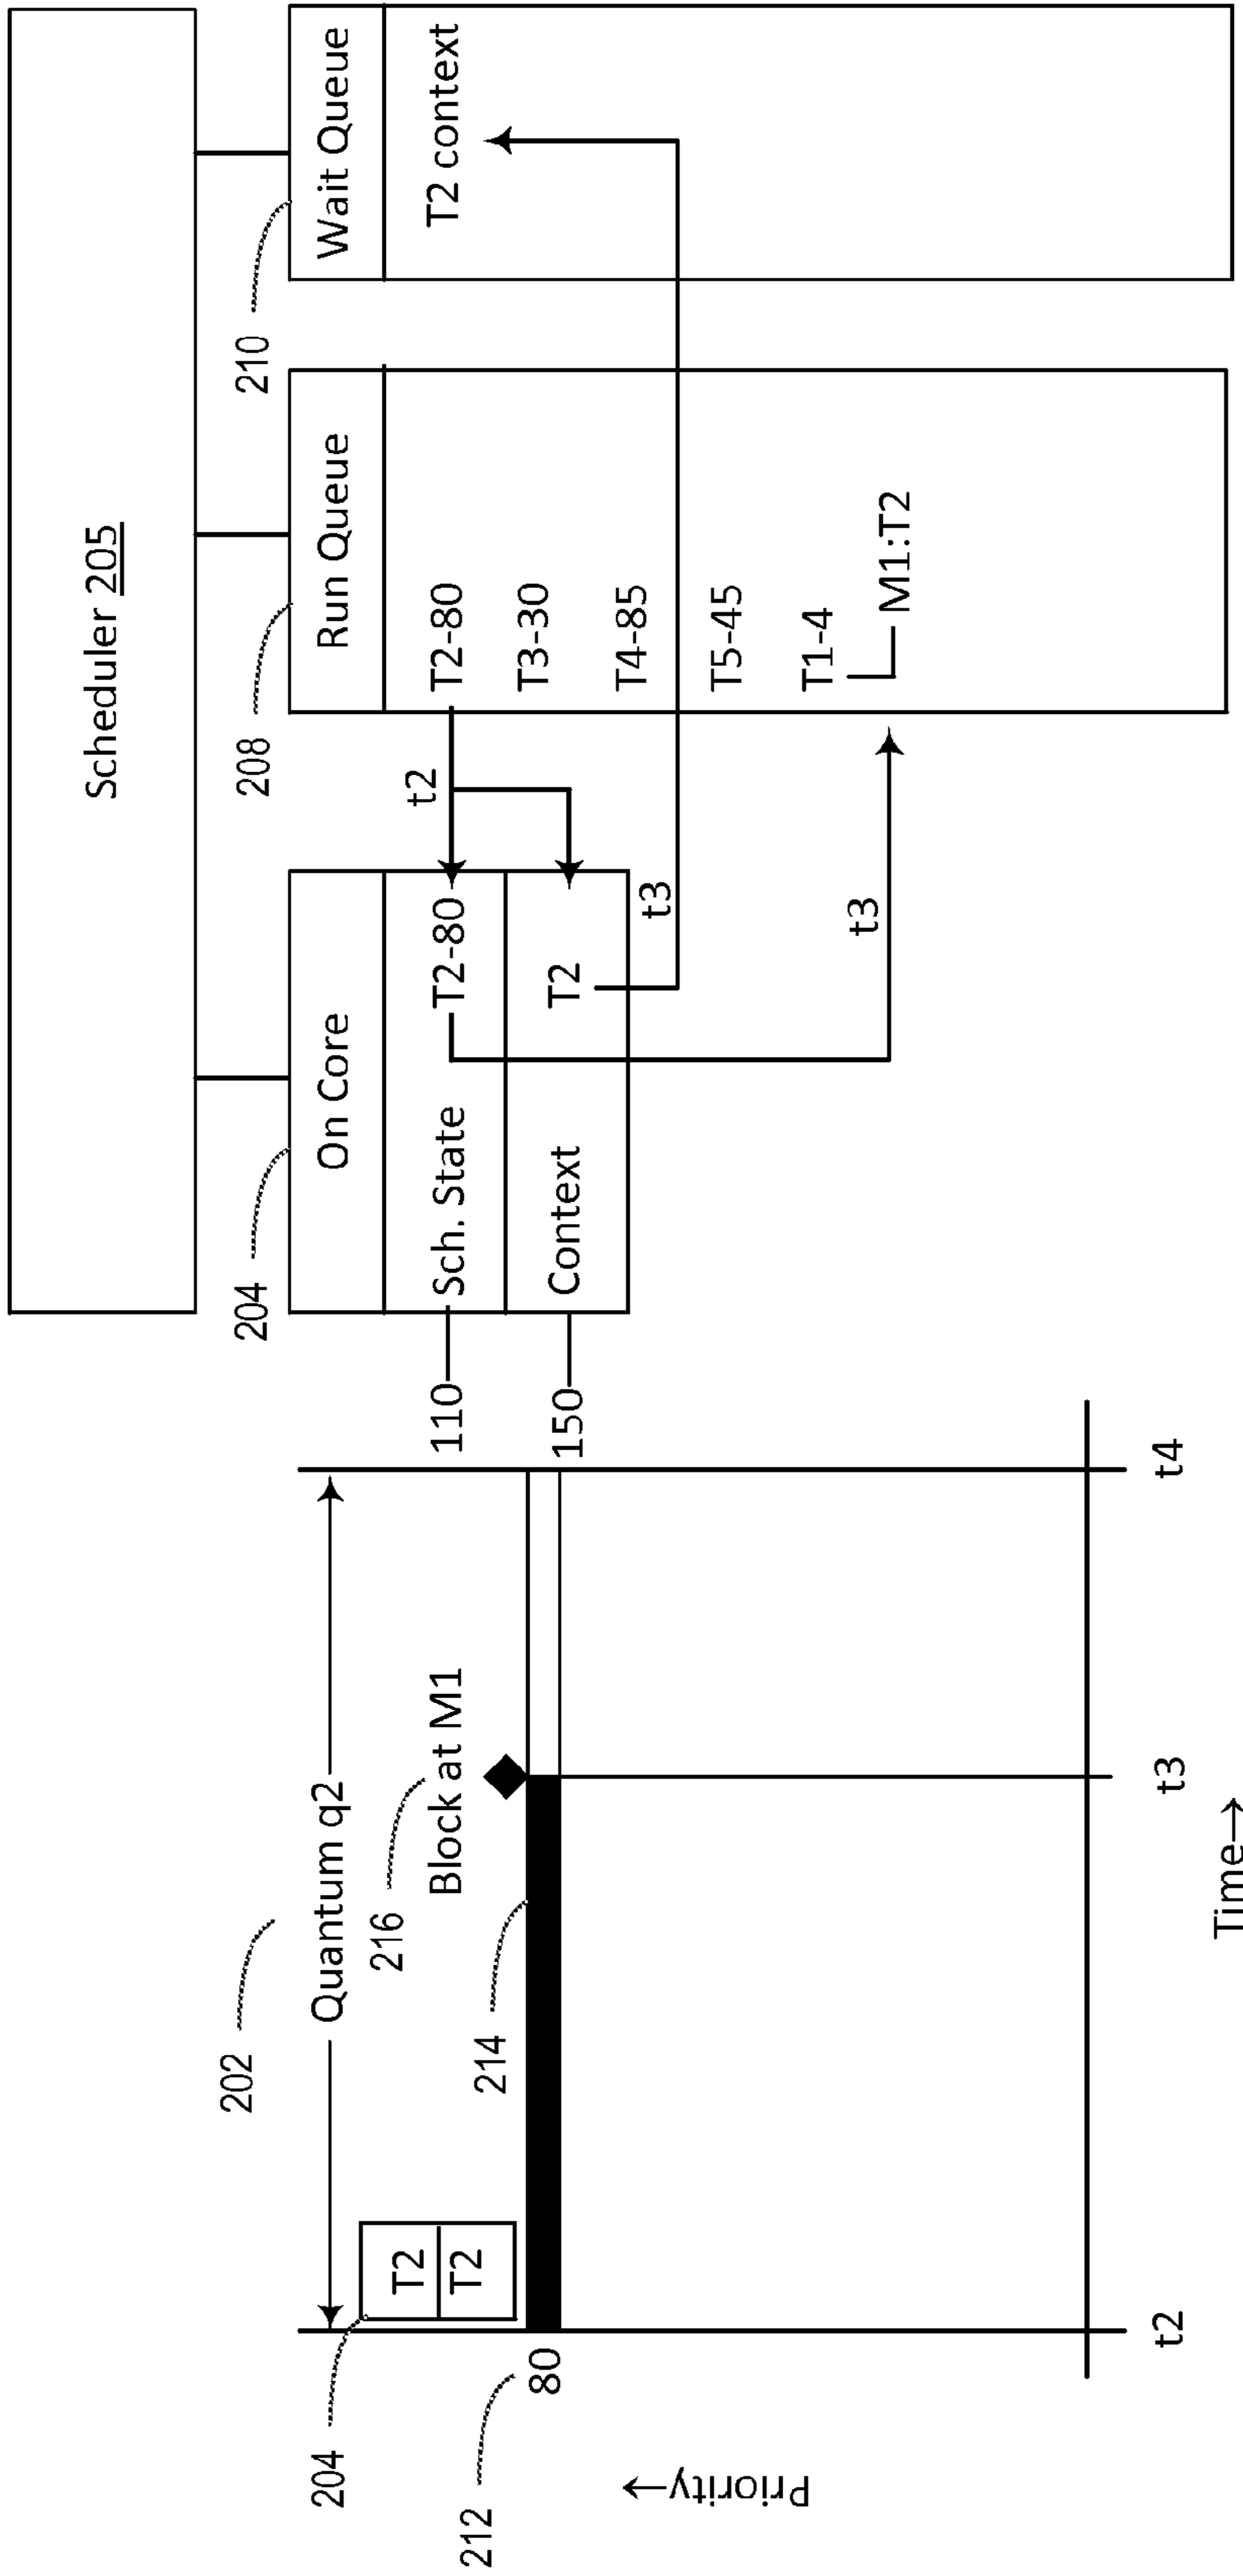 Scheduler 205
204
208
210
On Core
Run Queue
Wait Queue
110
Sch. State
T2-80
t2
T2-80
T2 context
150
Context
T2
T3-30
t3
T4-85
T5-45
t3
T1-4
M1:T2
202
Quantum q2
204
T2
T2
216
Block at M1
214
212
80
Priority→
t2
t3
t4
Time→